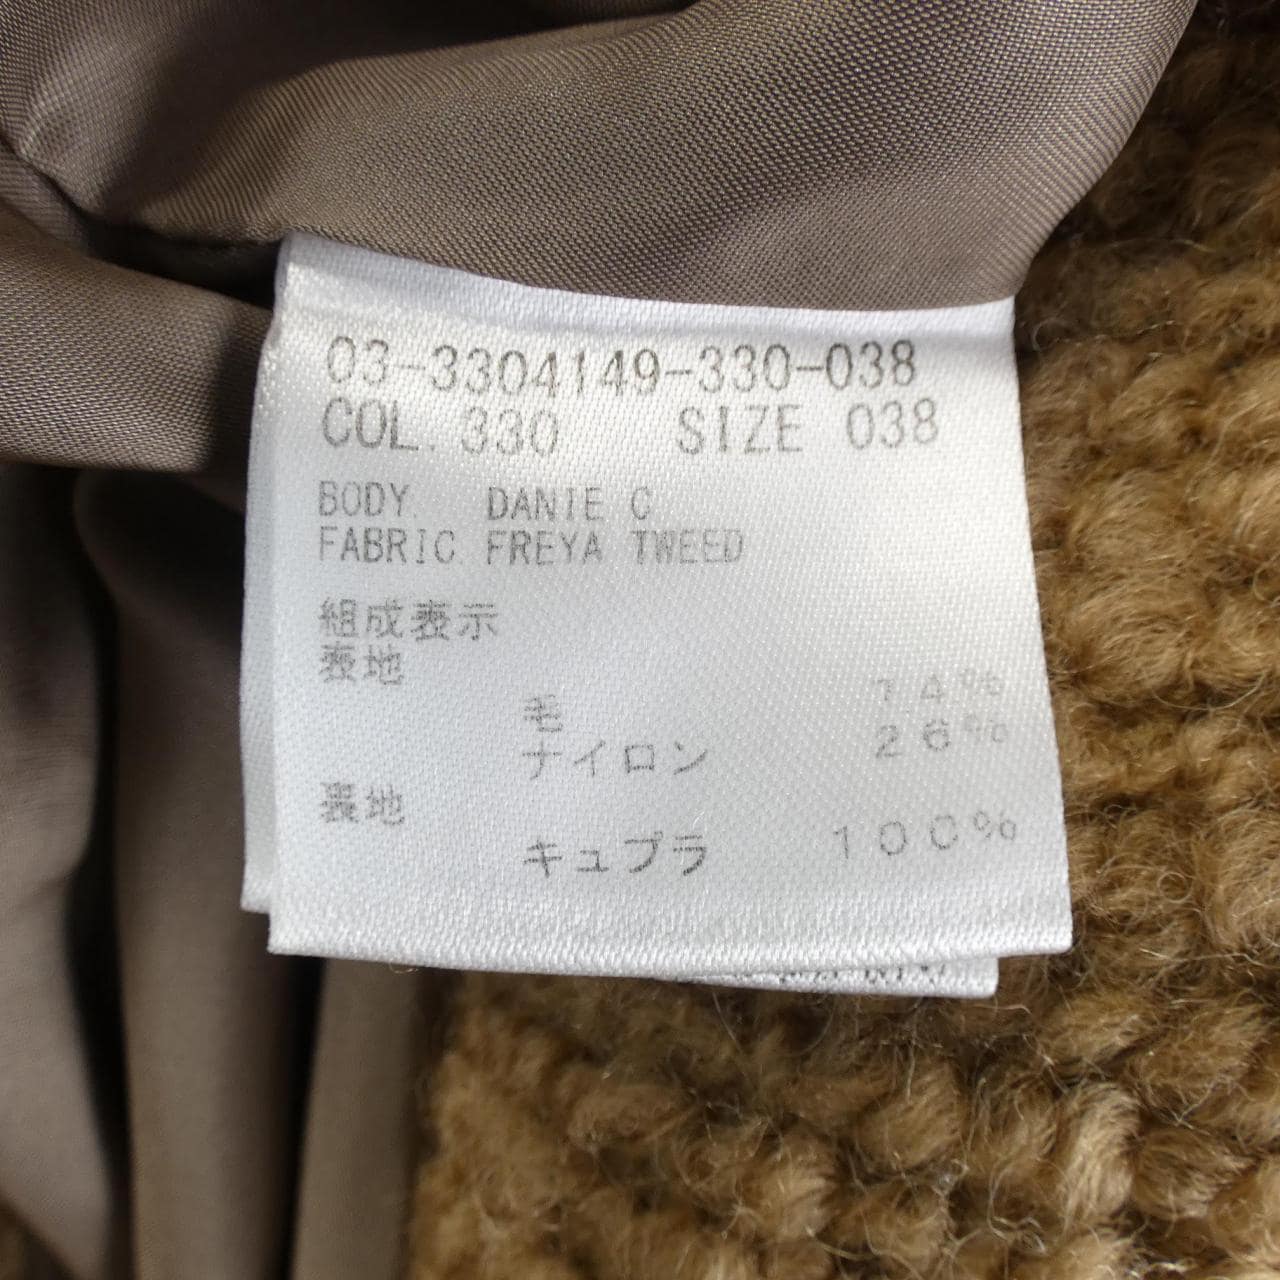 03-3304149-330-038
COL. 330 SIZE 038
BODY. DANIE C
FABRIC FREYA TWEED
組成表示
表地
毛 74%
ナイロン 26%
裏地
キュプラ 100%